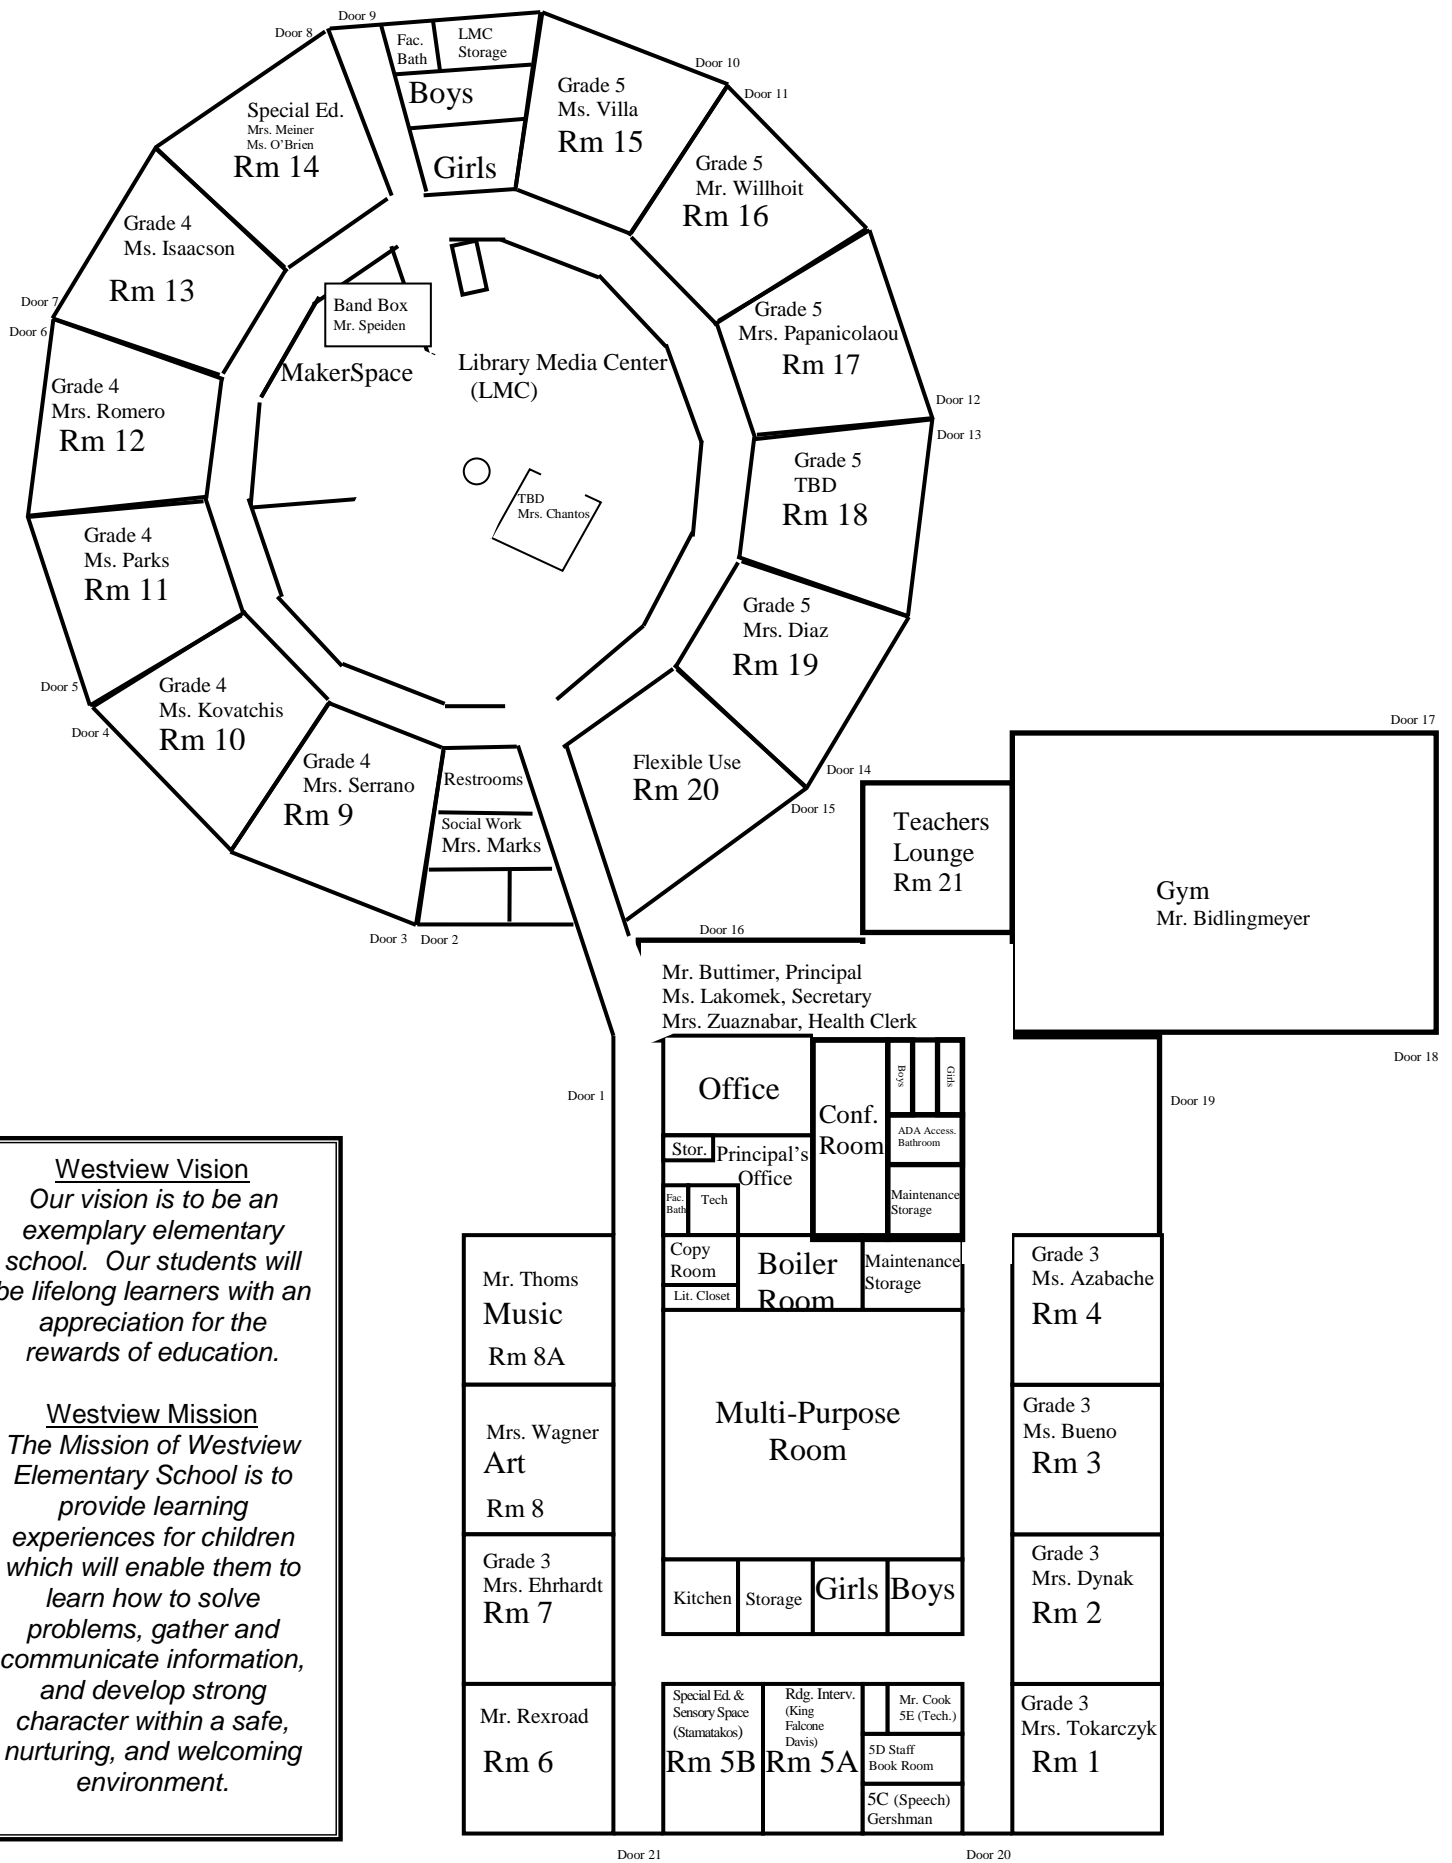 Door 9
Door 8
Fac.
Bath
LMC
Storage
Boys
Girls
Door 10
Door 11
Grade 5
Ms. Villa
Rm 15
Special Ed.
Mrs. Meiner
Ms. O'Brien
Rm 14
Grade 5
Mr. Willhoit
Rm 16
Grade 4
Ms. Isaacson
Rm 13
Door 7
Door 6
Band Box
Mr. Speiden
MakerSpace
Library Media Center
(LMC)
Grade 5
Mrs. Papanicolaou
Rm 17
Door 12
Door 13
Grade 4
Mrs. Romero
Rm 12
TBD
Mrs. Chantos
Grade 5
TBD
Rm 18
Grade 4
Ms. Parks
Rm 11
Grade 5
Mrs. Diaz
Rm 19
Door 5
Door 4
Grade 4
Ms. Kovatchis
Rm 10
Grade 4
Mrs. Serrano
Rm 9
Restrooms
Social Work
Mrs. Marks
Flexible Use
Rm 20
Door 14
Door 15
Door 17
Teachers
Lounge
Rm 21
Gym
Mr. Bidlingmeyer
Door 3
Door 2
Door 16
Mr. Buttimer, Principal
Ms. Lakomek, Secretary
Mrs. Zuaznabar, Health Clerk
Door 18
Door 1
Office
Conf.
Room
Boys
Girls
Door 19
ADA Access.
Bathroom
Stor.
Principal's
Office
Fac.
Bath
Tech
Maintenance
Storage
Copy
Room
Lit. Closet
Boiler
Room
Maintenance
Storage
Mr. Thoms
Music
Rm 8A
Grade 3
Ms. Azabache
Rm 4
Multi-Purpose
Room
Mrs. Wagner
Art
Rm 8
Grade 3
Ms. Bueno
Rm 3
Grade 3
Mrs. Ehrhardt
Rm 7
Kitchen
Storage
Girls
Boys
Grade 3
Mrs. Dynak
Rm 2
Mr. Rexroad
Rm 6
Special Ed. &
Sensory Space
(Stamatakos)
Rm 5B
Rdg. Interv.
(King
Falcone
Davis)
Rm 5A
Mr. Cook
5E (Tech.)
5D Staff
Book Room
5C (Speech)
Gershman
Grade 3
Mrs. Tokarczyk
Rm 1
Door 21
Door 20
Westview Vision
Our vision is to be an
exemplary elementary
school. Our students will
be lifelong learners with an
appreciation for the
rewards of education.
Westview Mission
The Mission of Westview
Elementary School is to
provide learning
experiences for children
which will enable them to
learn how to solve
problems, gather and
communicate information,
and develop strong
character within a safe,
nurturing, and welcoming
environment.